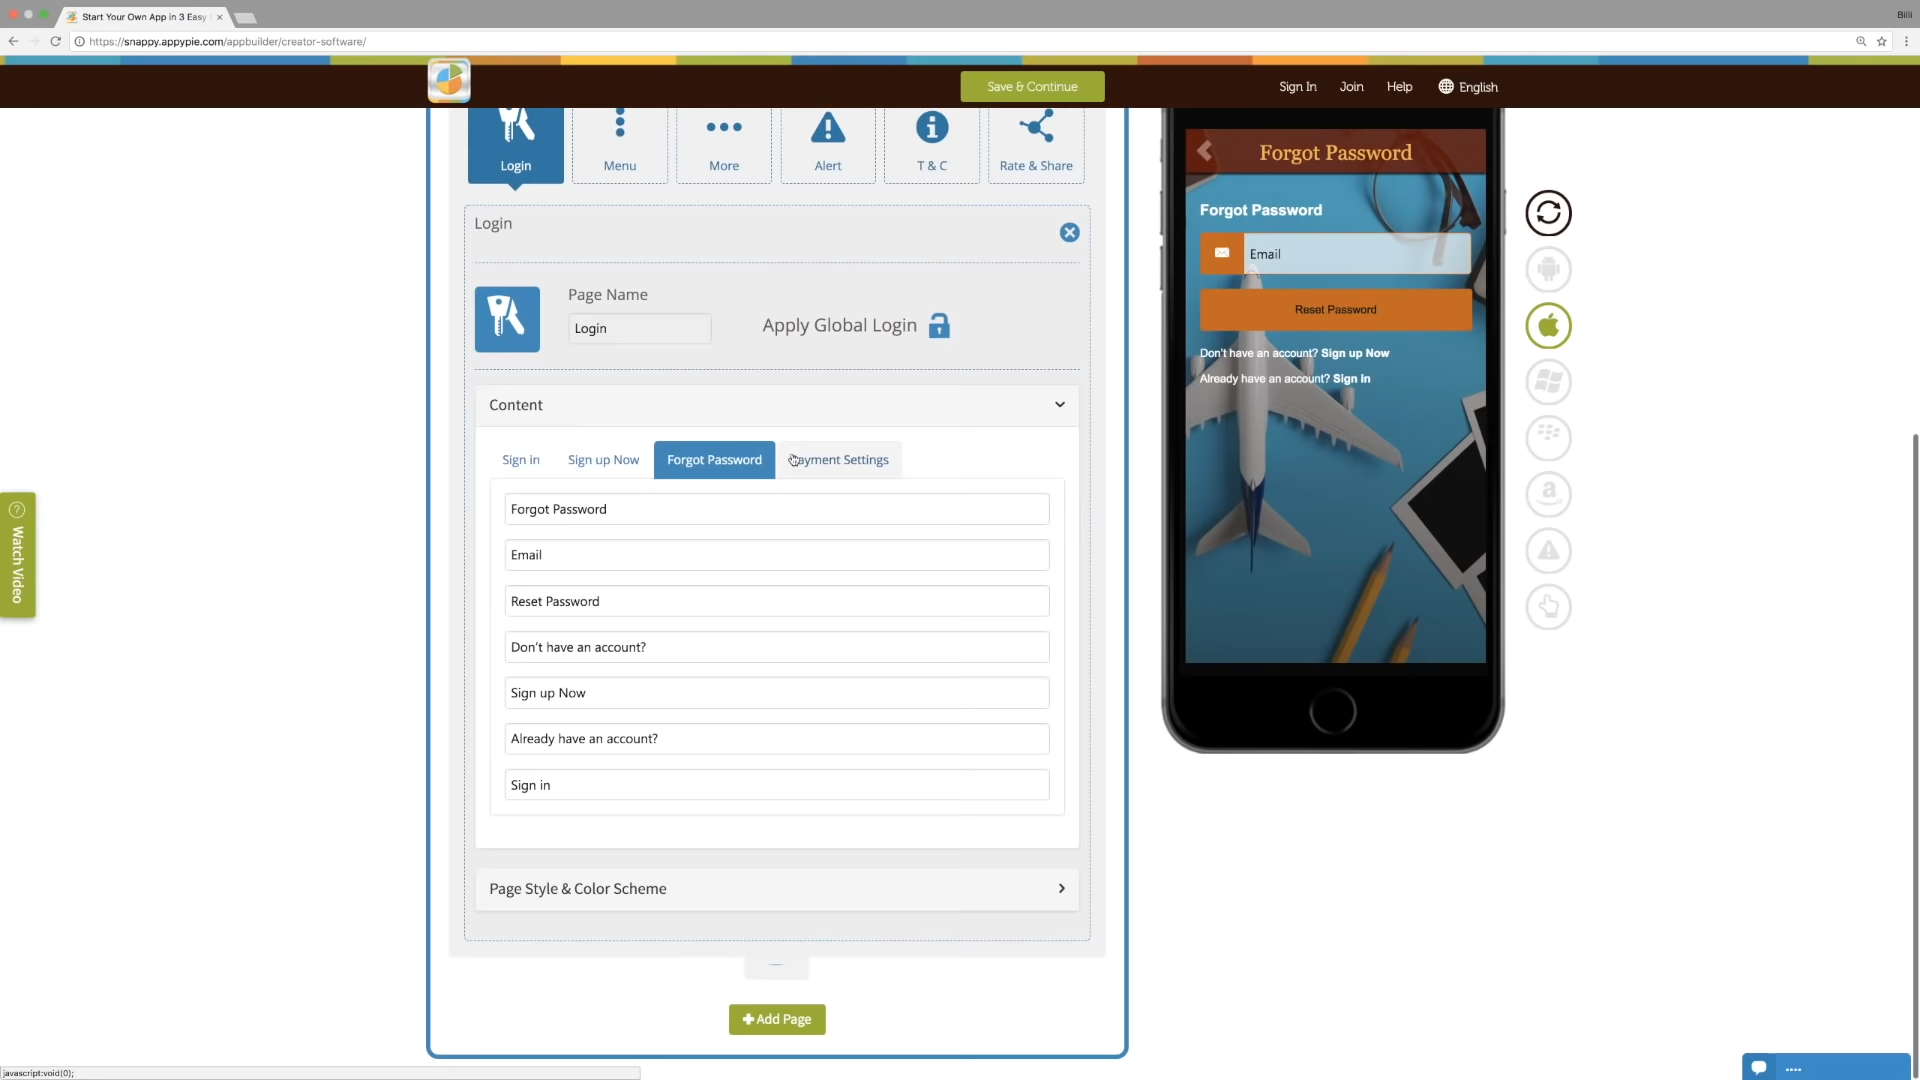 Start Your Own App in 3 Easy
Billi
https://snappy.appypie.com/appbuilder/creator-software/
Save & Continue
Sign In
Join
Help
English
Login
Menu
More
Alert
T & C
Rate & Share
Login
Page Name
Login
Apply Global Login
Content
Sign in
Sign up Now
Forgot Password
Payment Settings
Forgot Password
Email
Reset Password
Don't have an account?
Sign up Now
Already have an account?
Sign in
Page Style & Color Scheme
Add Page
Forgot Password
Forgot Password
Email
Reset Password
Don't have an account? Sign up Now
Already have an account? Sign in
Watch Video
javascript:void(0);
....